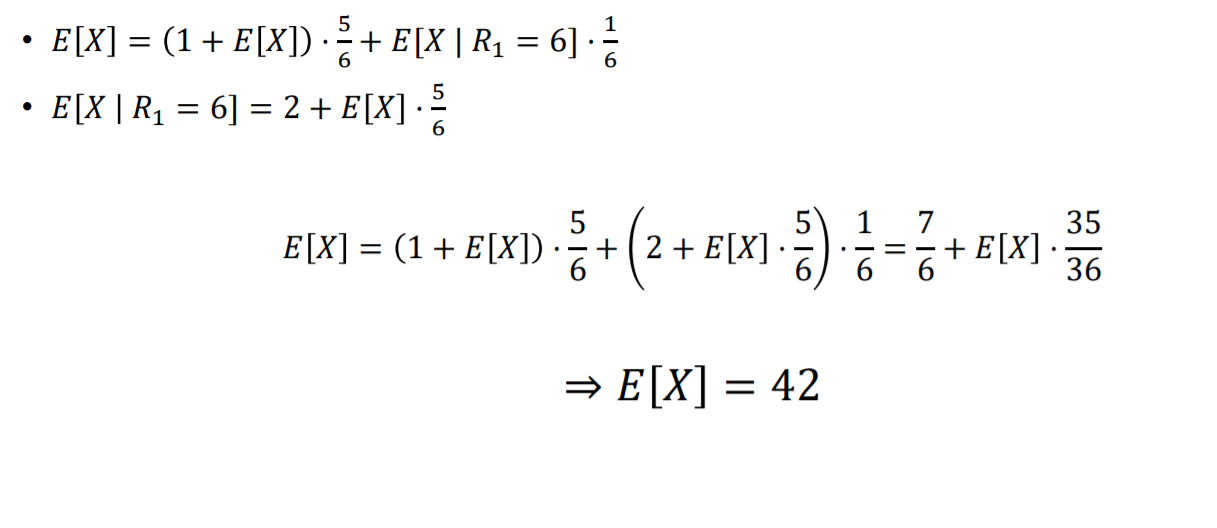 • E[X] = (1 + E[X]) · 5/6 + E[X | R₁ = 6] · 1/6
• E[X | R₁ = 6] = 2 + E[X] · 5/6
E[X] = (1 + E[X]) · 5/6 + (2 + E[X] · 5/6) · 1/6 = 7/6 + E[X] · 35/36
⇒ E[X] = 42